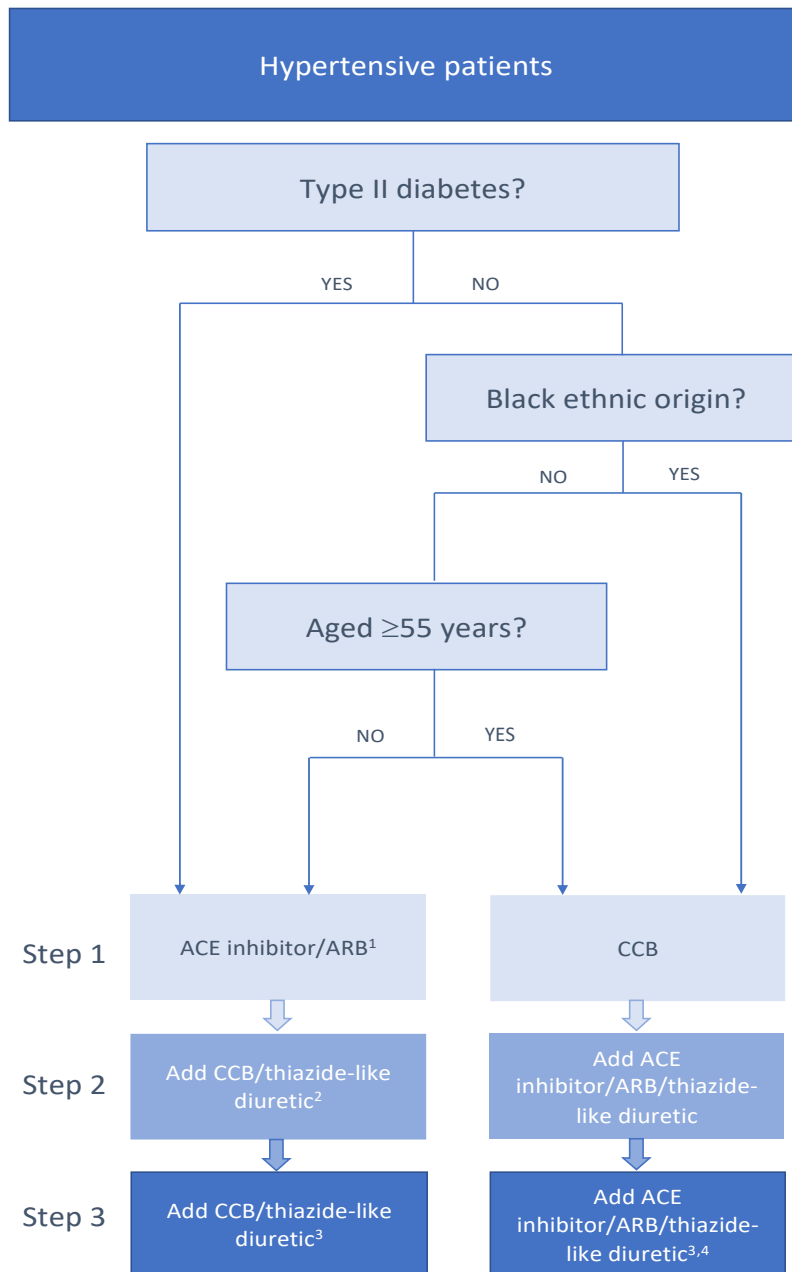 Hypertensive patients
Type II diabetes?
YES
NO
Black ethnic origin?
NO
YES
Aged ≥55 years?
NO
YES
Step 1
ACE inhibitor/ARB¹
CCB
Step 2
Add CCB/thiazide-like
diuretic²
Add ACE
inhibitor/ARB/thiazide-
like diuretic
Step 3
Add CCB/thiazide-like
diuretic³
Add ACE
inhibitor/ARB/thiazide-
like diuretic³,⁴